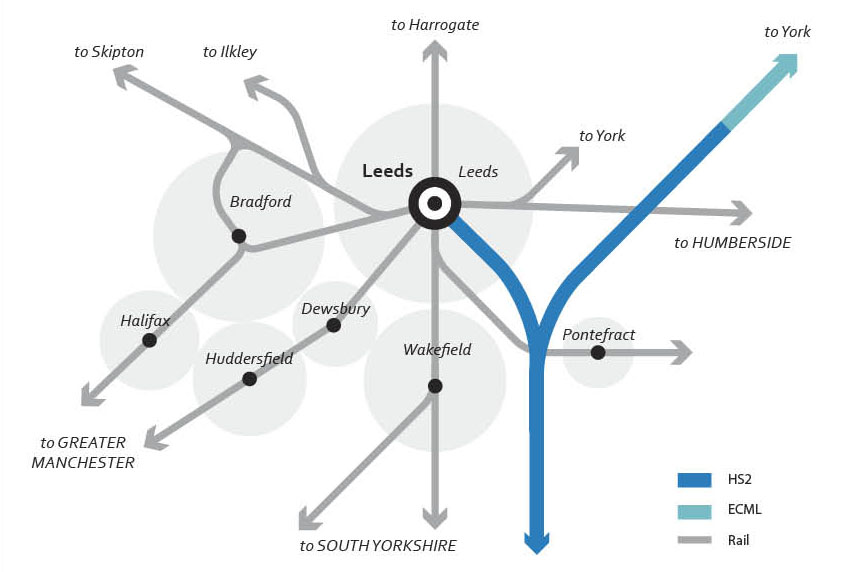 to Harrogate
to York
to Skipton
to Ilkley
to York
Leeds
Leeds
Bradford
to HUMBERSIDE
Dewsbury
Halifax
Pontefract
Wakefield
Huddersfield
to GREATER
MANCHESTER
HS2
ECML
Rail
to SOUTH YORKSHIRE